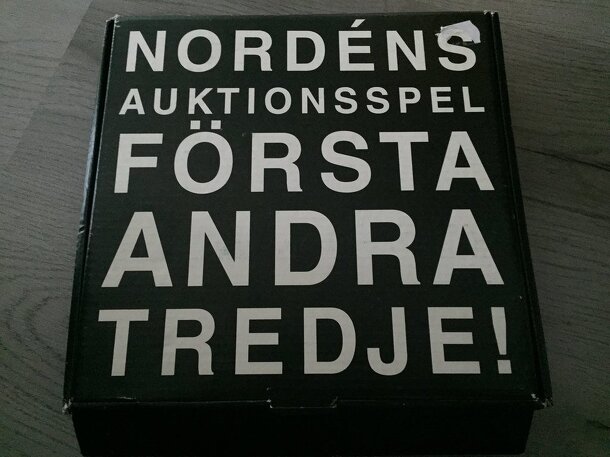 NORDÉNS
AUKTIONSSPEL
FÖRSTA
ANDRA
TREDJE!